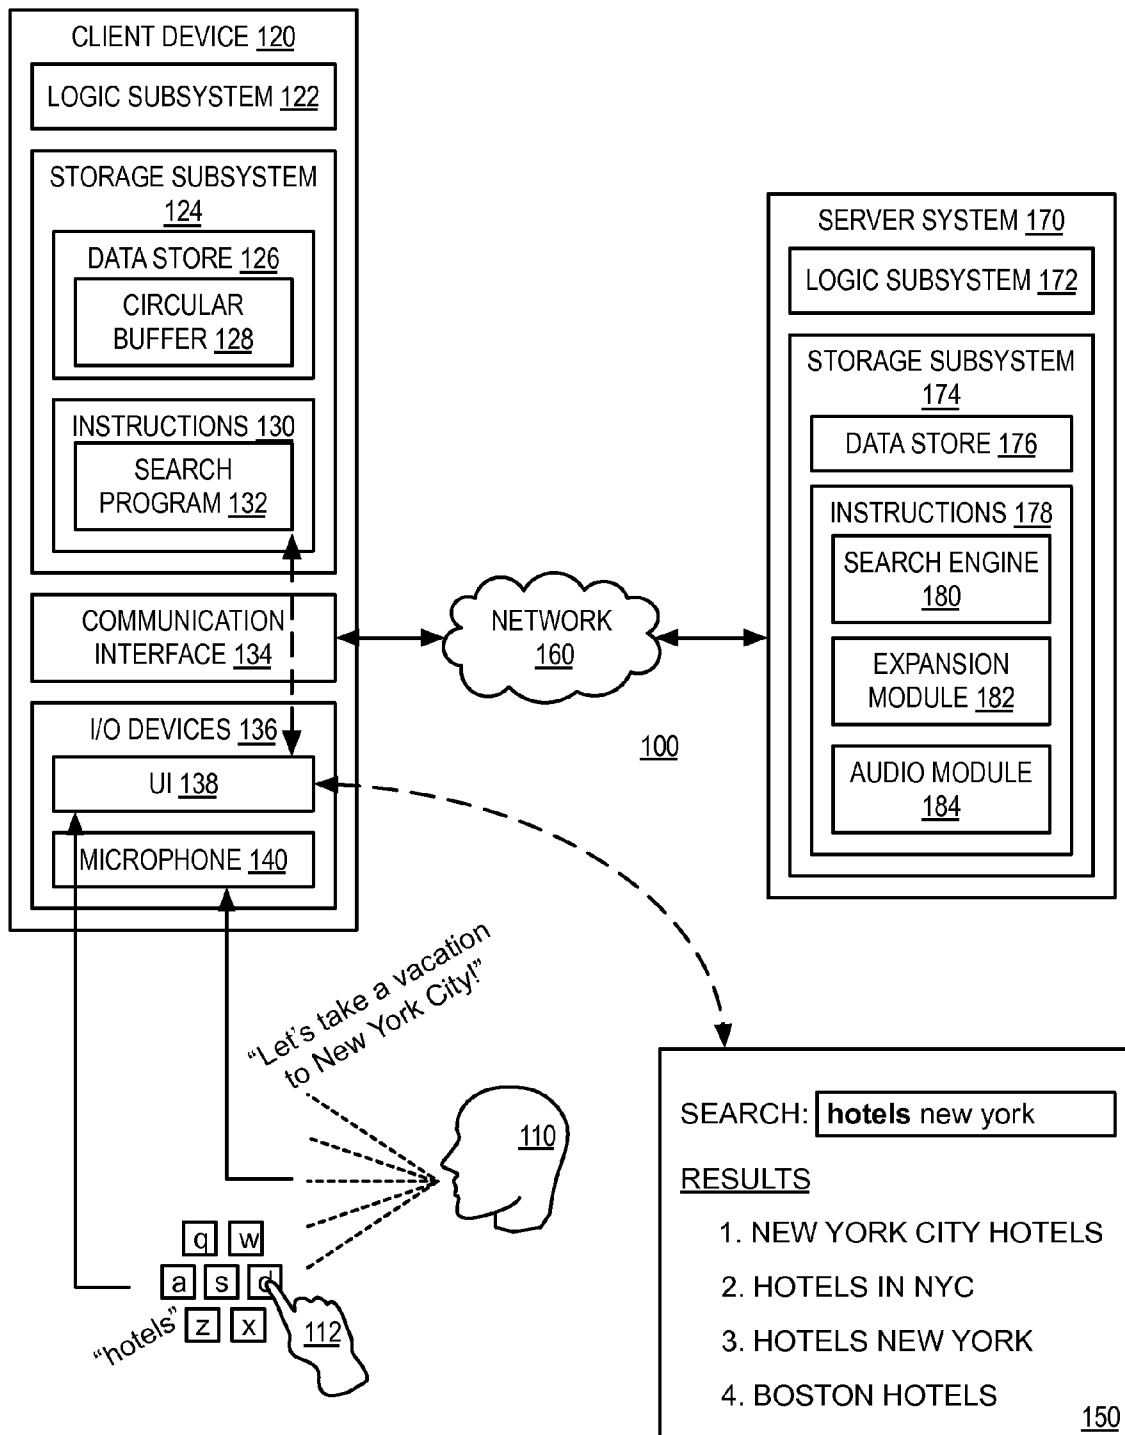 CLIENT DEVICE 120
LOGIC SUBSYSTEM 122
STORAGE SUBSYSTEM
124
DATA STORE 126
CIRCULAR
BUFFER 128
INSTRUCTIONS 130
SEARCH
PROGRAM 132
COMMUNICATION
INTERFACE 134
I/O DEVICES 136
UI 138
MICROPHONE 140
NETWORK
160
100
SERVER SYSTEM 170
LOGIC SUBSYSTEM 172
STORAGE SUBSYSTEM
174
DATA STORE 176
INSTRUCTIONS 178
SEARCH ENGINE
180
EXPANSION
MODULE 182
AUDIO MODULE
184
“Let’s take a vacation
to New York City!”
110
q w
a s d
z x
“hotels”
112
SEARCH: hotels new york
RESULTS
1. NEW YORK CITY HOTELS
2. HOTELS IN NYC
3. HOTELS NEW YORK
4. BOSTON HOTELS
150